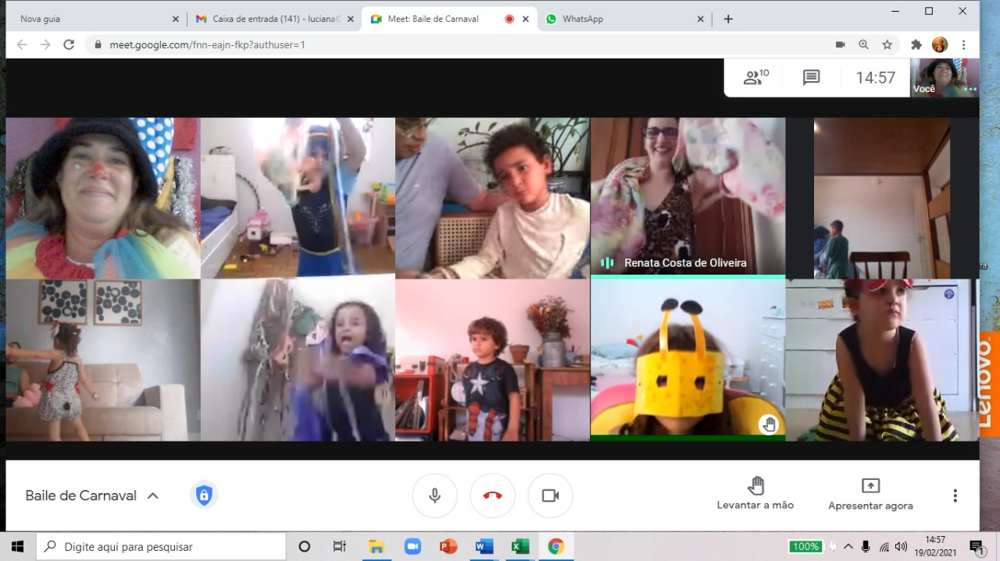 Nova guia
Caixa de entrada (141) - luciana@
Meet: Baile de Carnaval
WhatsApp
meet.google.com/fnn-eajn-fkp?authuser=1
10
14:57
Você
Renata Costa de Oliveira
Lenovo
Baile de Carnaval
Levantar a mão
Apresentar agora
Digite aqui para pesquisar
100%
14:57
19/02/2021
1